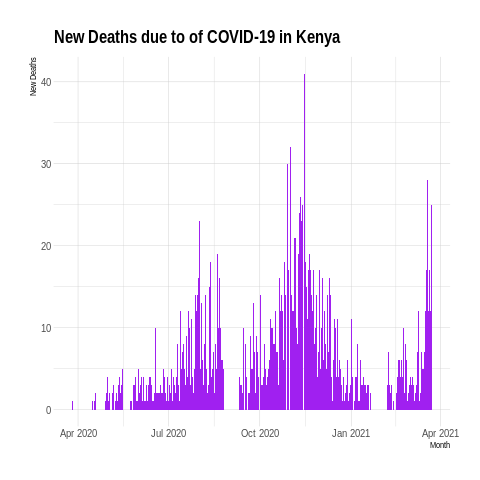 New Deaths due to of COVID-19 in Kenya
New Deaths
40
30
20
10
0
Apr 2020 Jul 2020 Oct 2020 Jan 2021 Apr 2021
Month